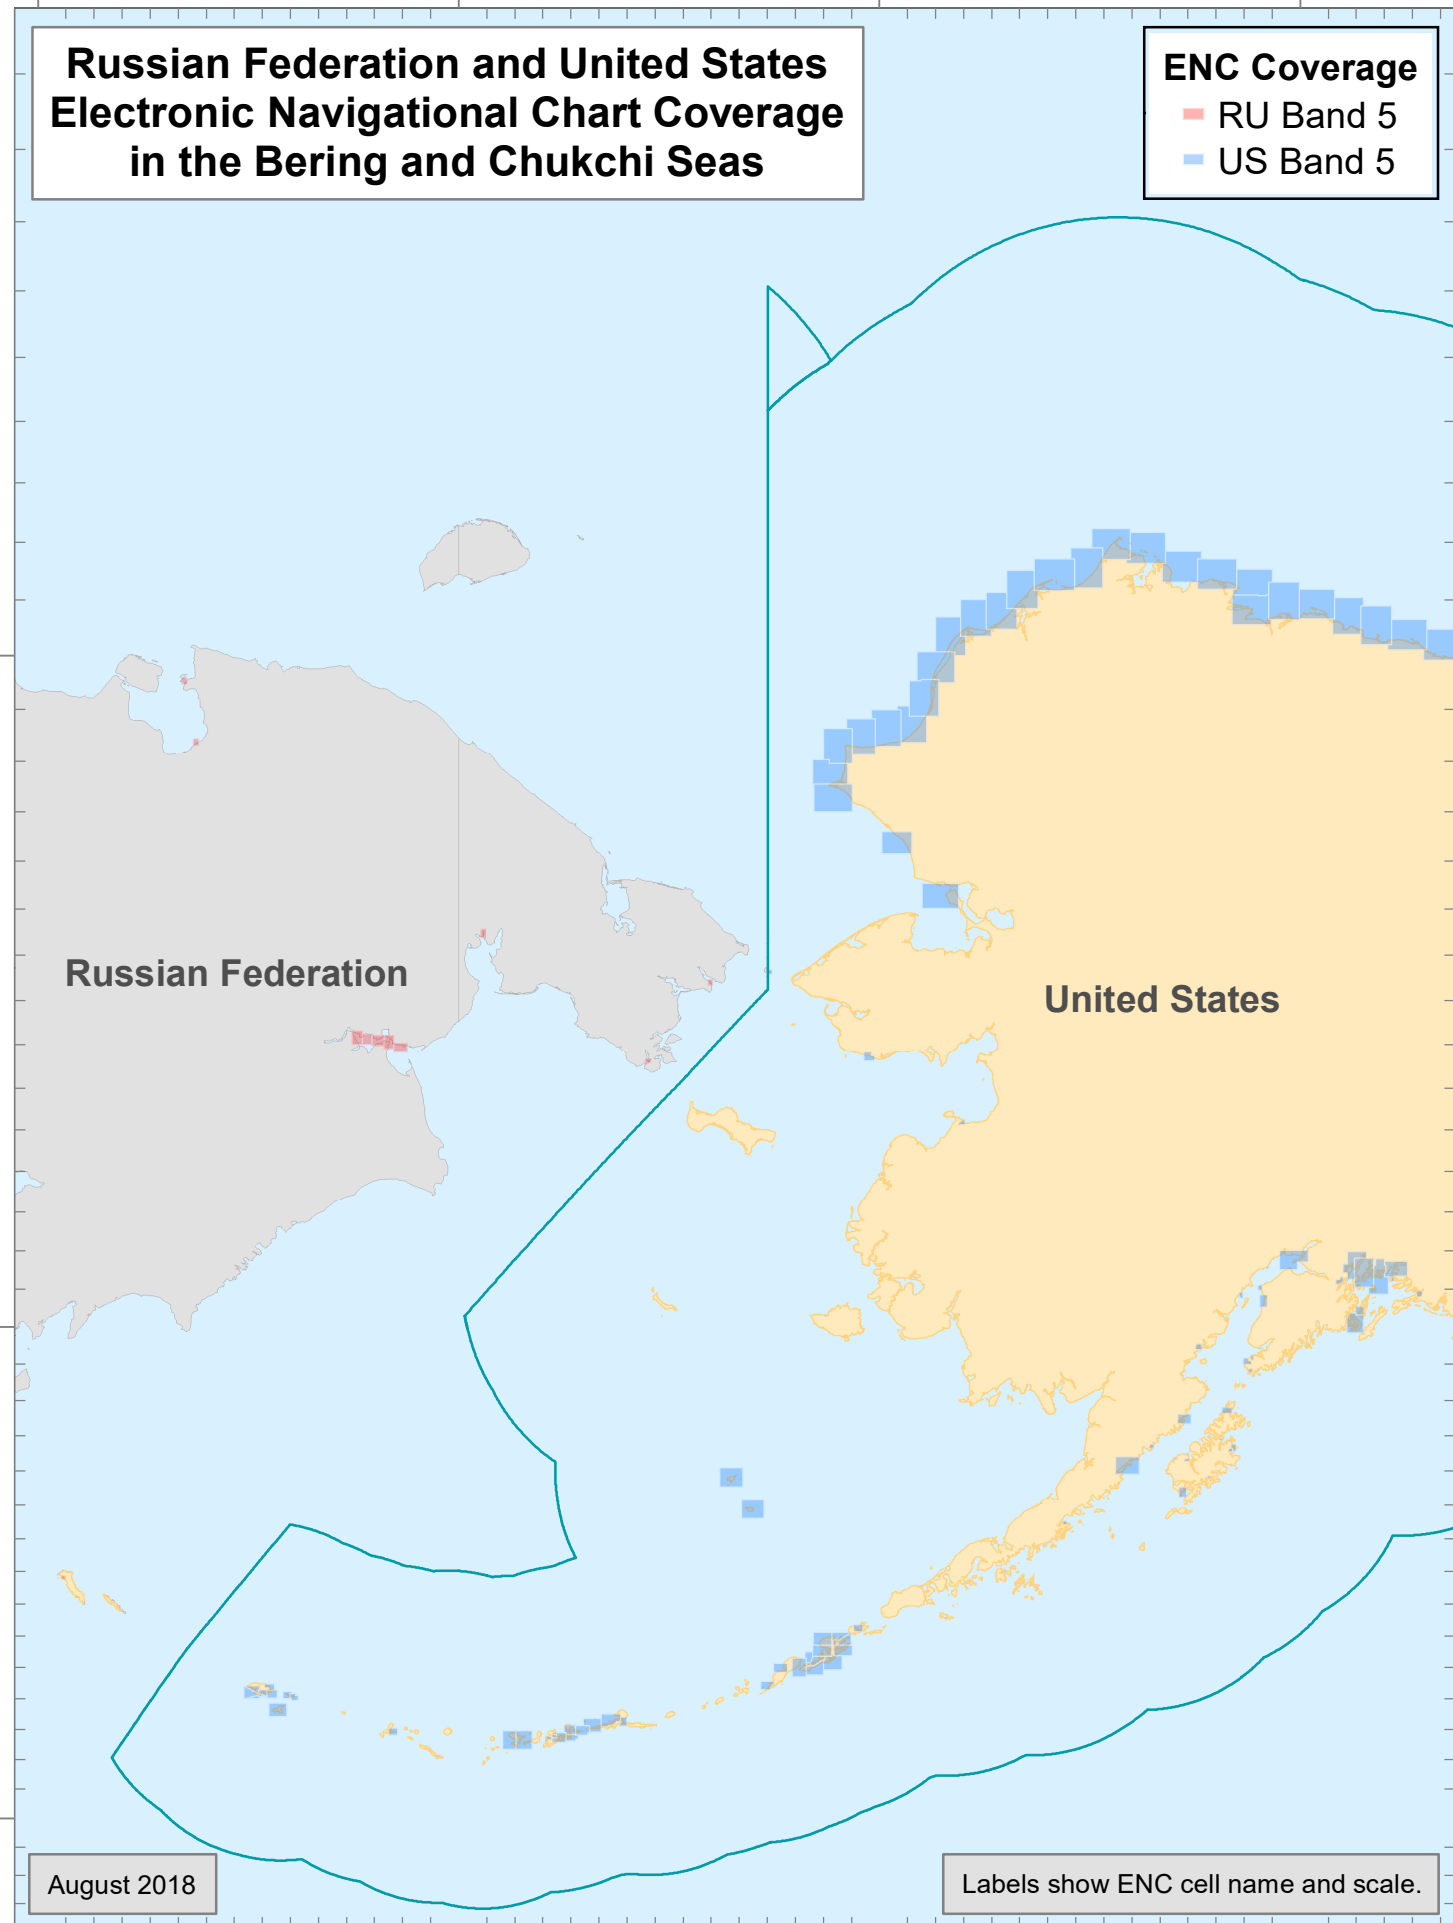 Russian Federation and United States
Electronic Navigational Chart Coverage
in the Bering and Chukchi Seas
ENC Coverage
RU Band 5
US Band 5
Russian Federation
United States
August 2018
Labels show ENC cell name and scale.